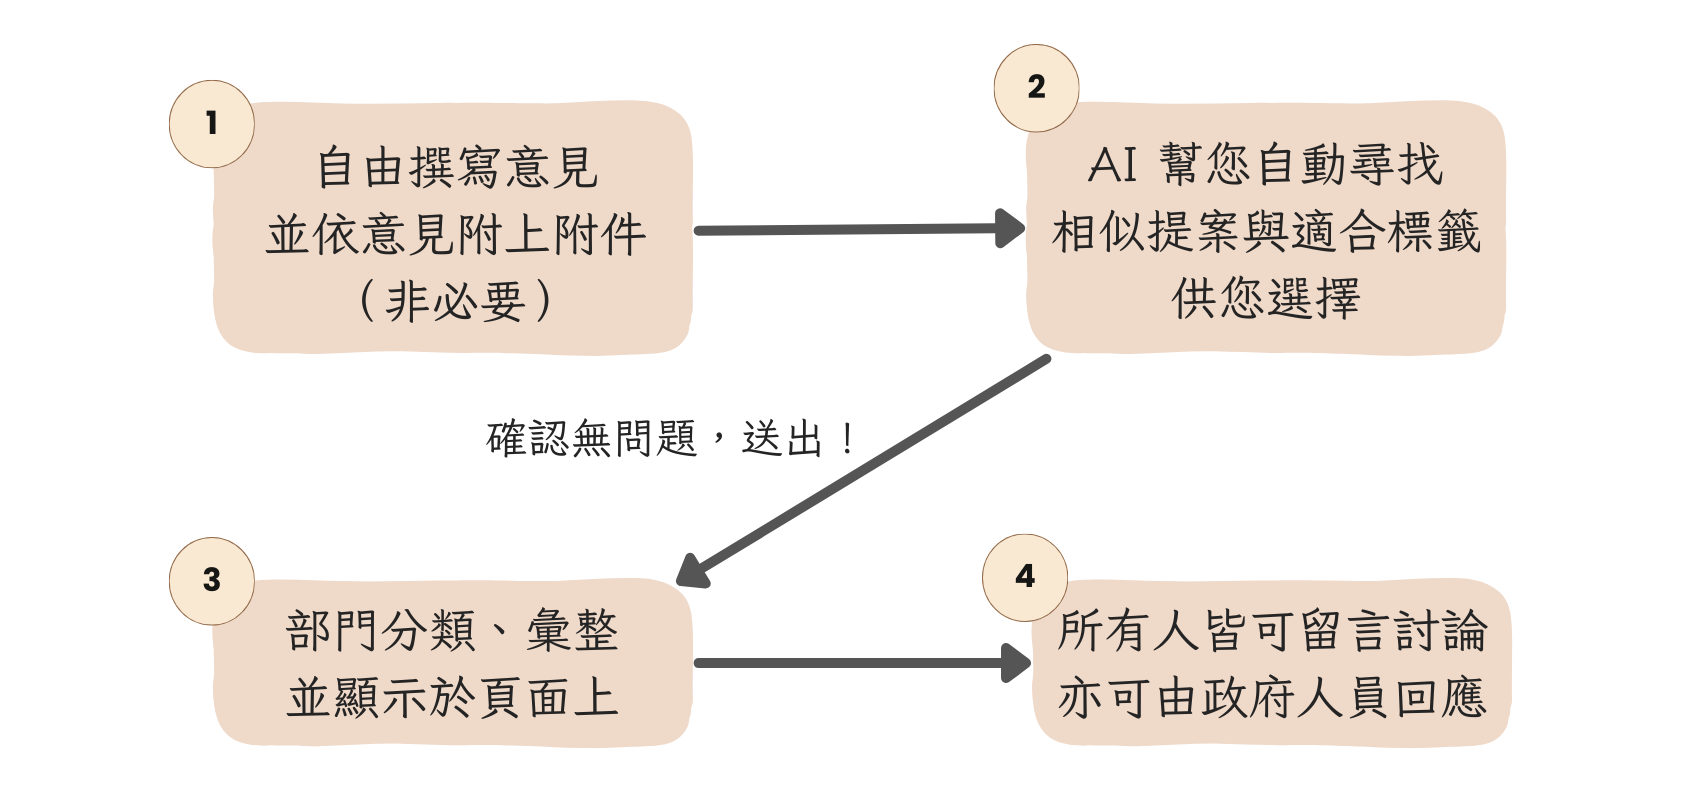 1
自由撰寫意見
並依意見附上附件
（非必要）
2
AI 幫您自動尋找
相似提案與適合標籤
供您選擇
確認無問題，送出！
3
部門分類、彙整
並顯示於頁面上
4
所有人皆可留言討論
亦可由政府人員回應